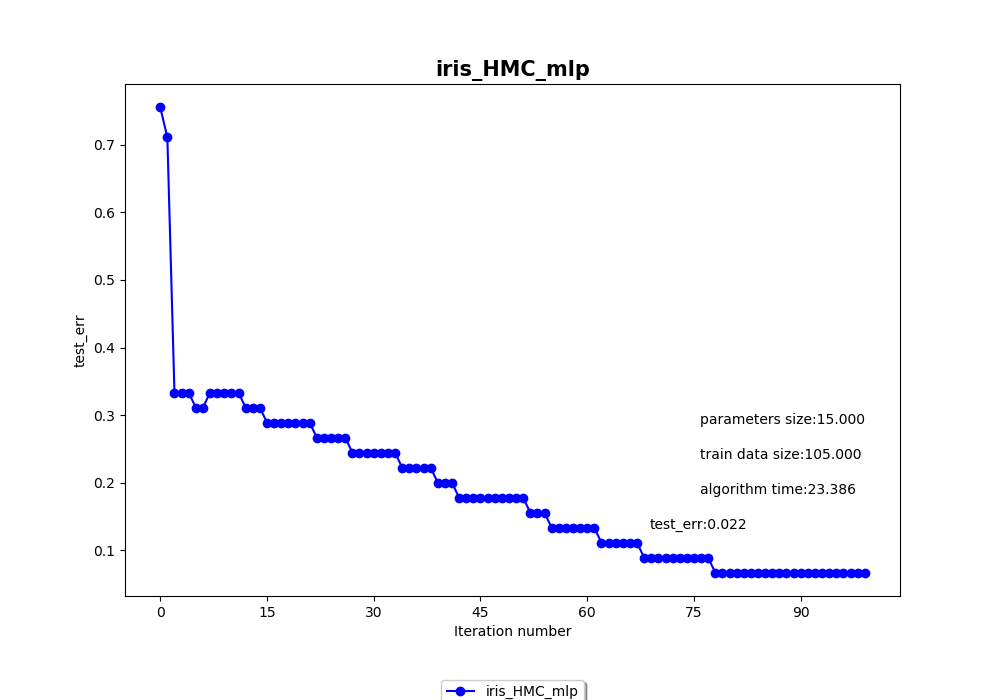 iris_HMC_mlp
0.7
0.6
0.5
0.4
0.3
0.2
0.1
test_err
parameters size:15.000
train data size:105.000
algorithm time:23.386
test_err:0.022
0 15 30 45 60 75 90
Iteration number
iris_HMC_mlp